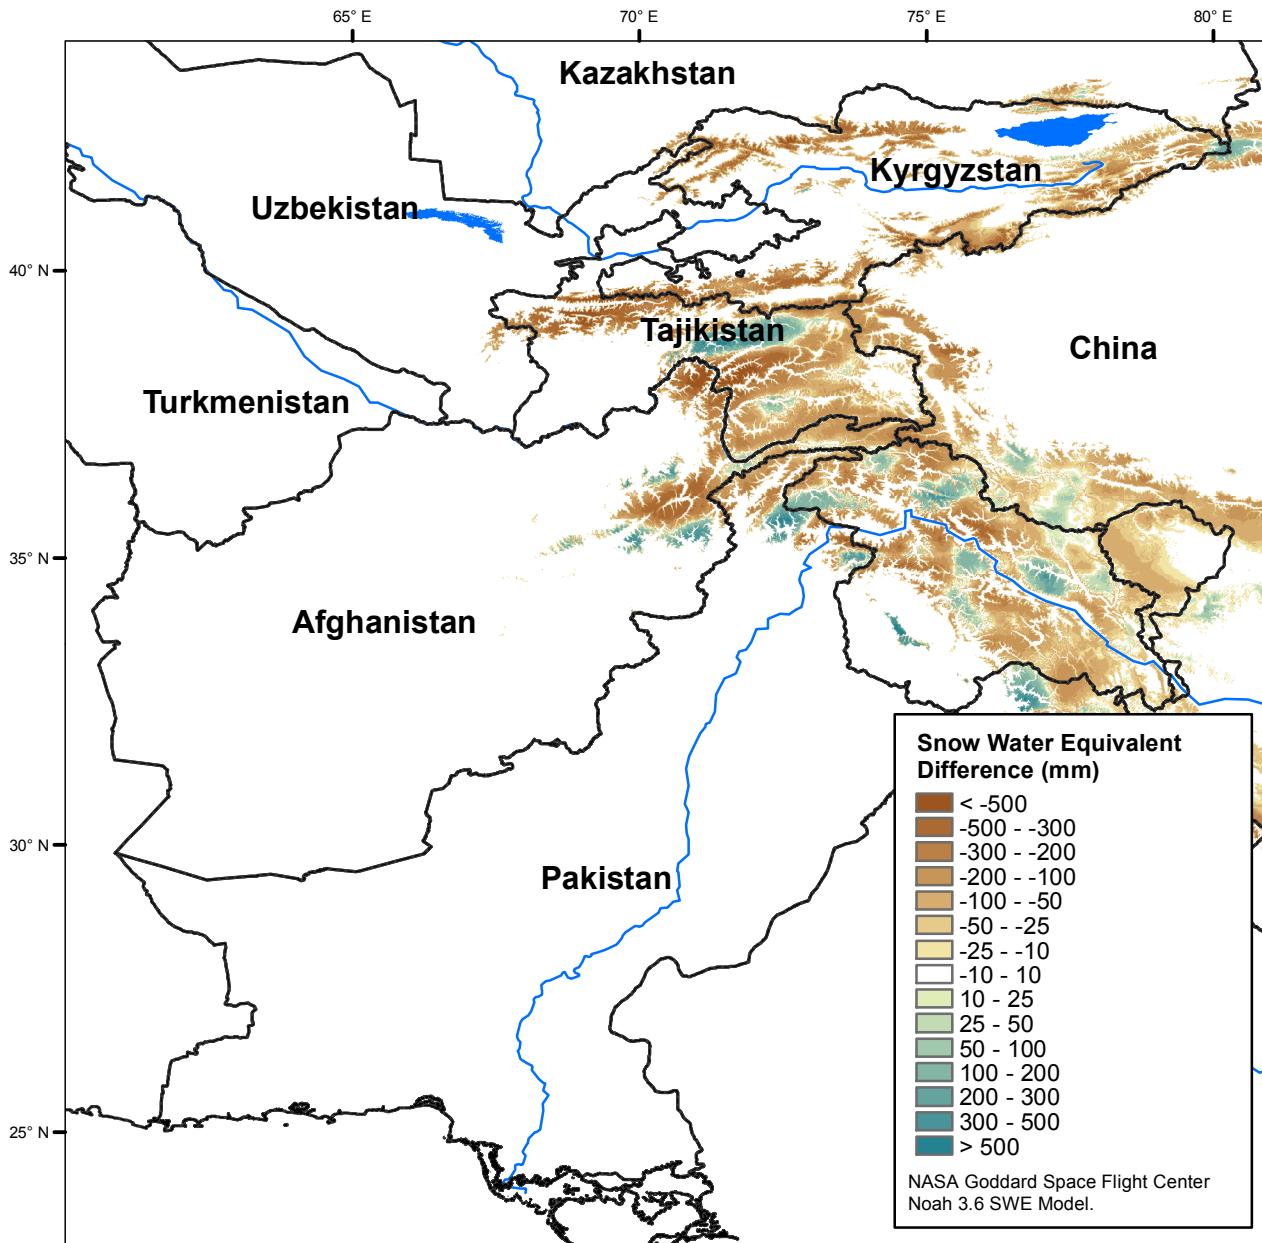 65° E
70° E
75° E
80° E
Kazakhstan
Kyrgyzstan
Uzbekistan
40° N
Tajikistan
China
Turkmenistan
35° N
Afghanistan
30° N
Pakistan
25° N
Snow Water Equivalent
Difference (mm)
< -500
-500 - -300
-300 - -200
-200 - -100
-100 - -50
-50 - -25
-25 - -10
-10 - 10
10 - 25
25 - 50
50 - 100
100 - 200
200 - 300
300 - 500
> 500
NASA Goddard Space Flight Center
Noah 3.6 SWE Model.